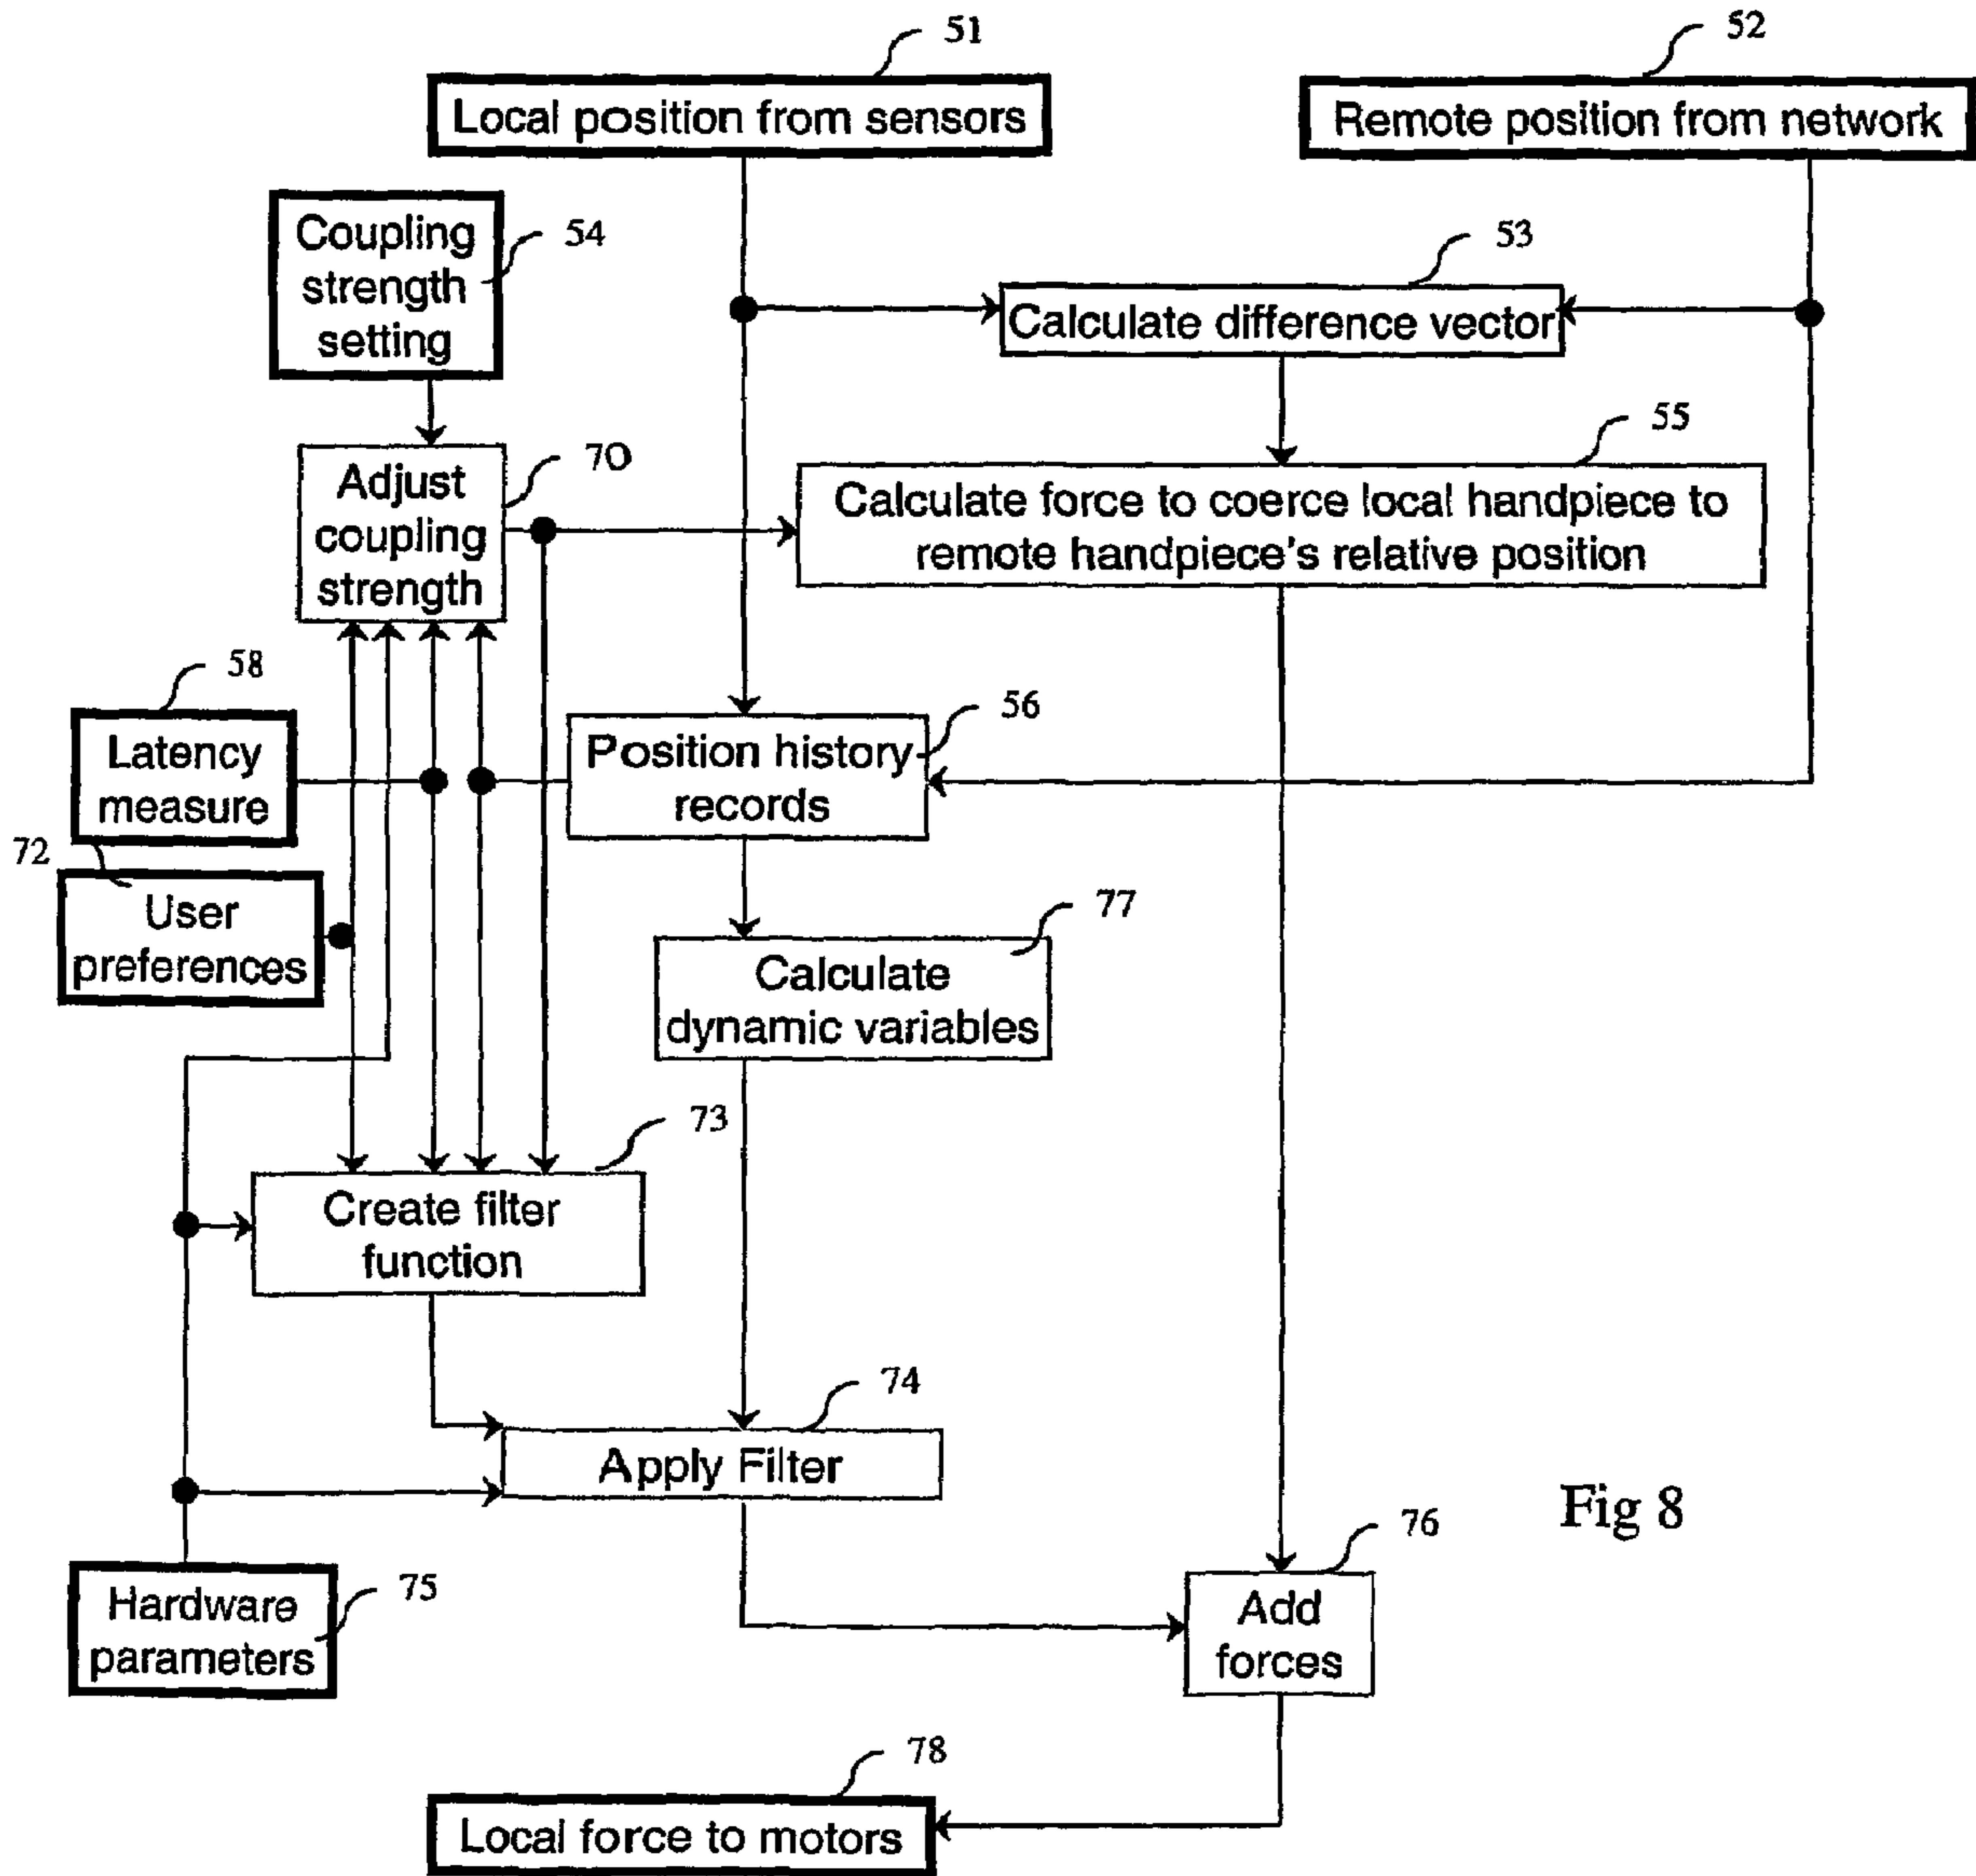 51
52
Local position from sensors
Remote position from network
Coupling
strength
setting
54
53
Calculate difference vector
55
Adjust
coupling
strength
70
Calculate force to coerce local handpiece to
remote handpiece's relative position
58
Latency
measure
56
Position history
records
72
User
preferences
77
Calculate
dynamic variables
73
Create filter
function
74
Apply Filter
Fig 8
76
Hardware
parameters
75
Add
forces
78
Local force to motors